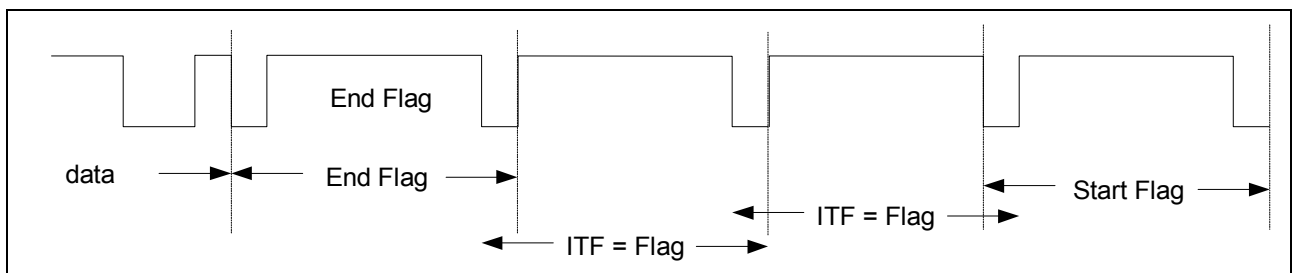 End Flag
data
End Flag
Start Flag
ITF = Flag
ITF = Flag